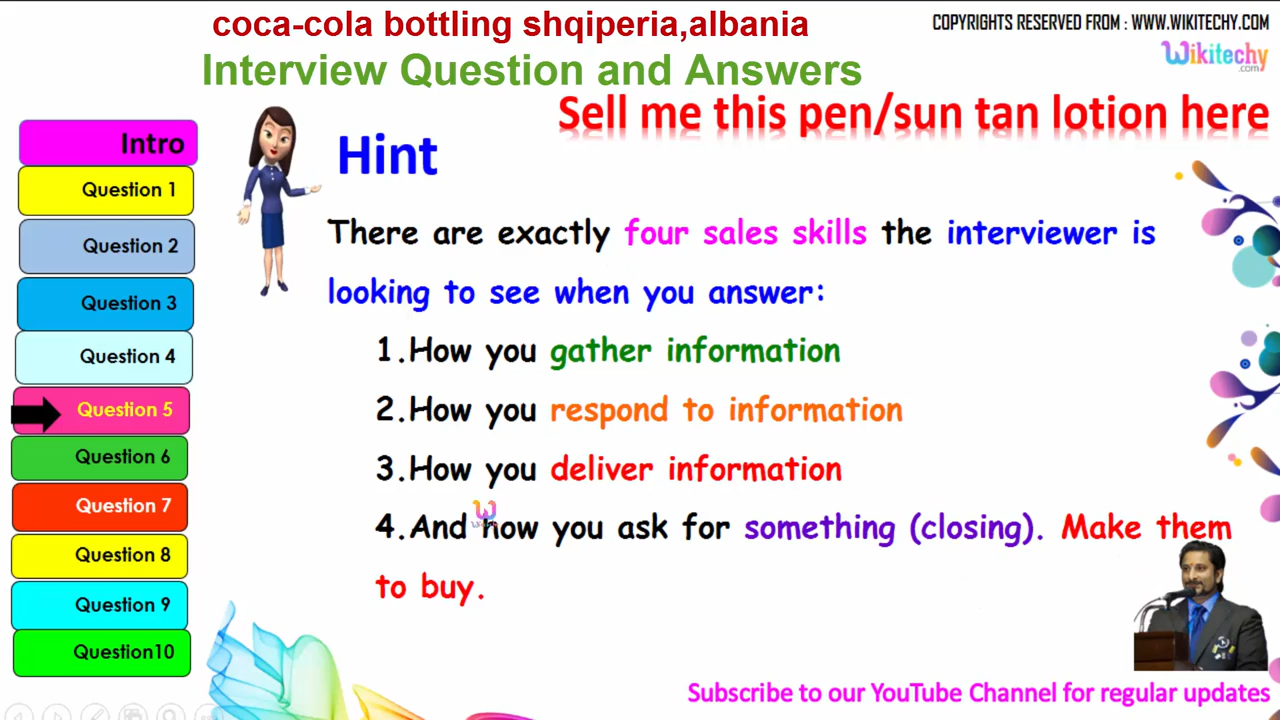 coca-cola bottling shqiperia,albania
COPYRIGHTS RESERVED FROM : WWW.WIKITECHY.COM
Interview Question and Answers
Wikitechy
.com
Sell me this pen/sun tan lotion here
Intro
Question 1
Question 2
Question 3
Question 4
Question 5
Question 6
Question 7
Question 8
Question 9
Question10
Hint
There are exactly four sales skills the interviewer is
looking to see when you answer:
1.How you gather information
2.How you respond to information
3.How you deliver information
4.And how you ask for something (closing). Make them
to buy.
Subscribe to our YouTube Channel for regular updates